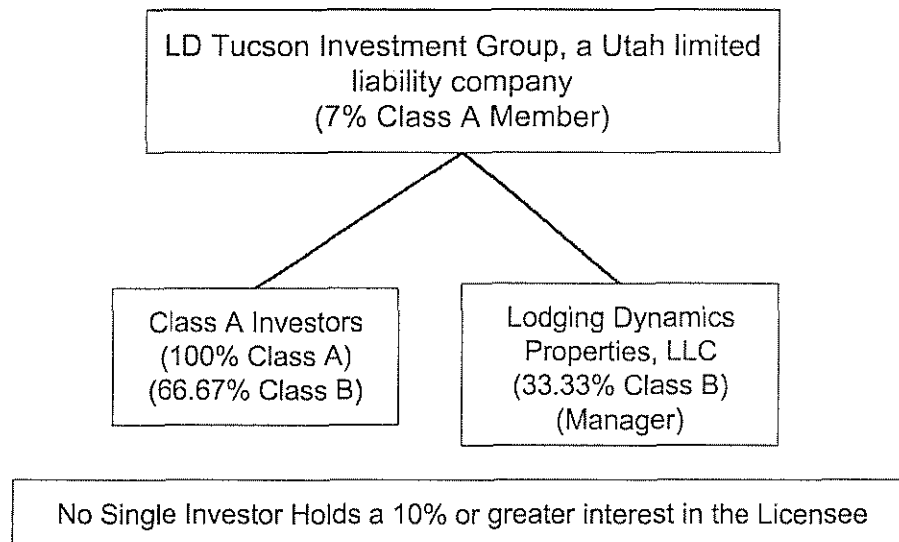 LD Tucson Investment Group, a Utah limited
liability company
(7% Class A Member)
Class A Investors
(100% Class A)
(66.67% Class B)
Lodging Dynamics
Properties, LLC
(33.33% Class B)
(Manager)
No Single Investor Holds a 10% or greater interest in the Licensee